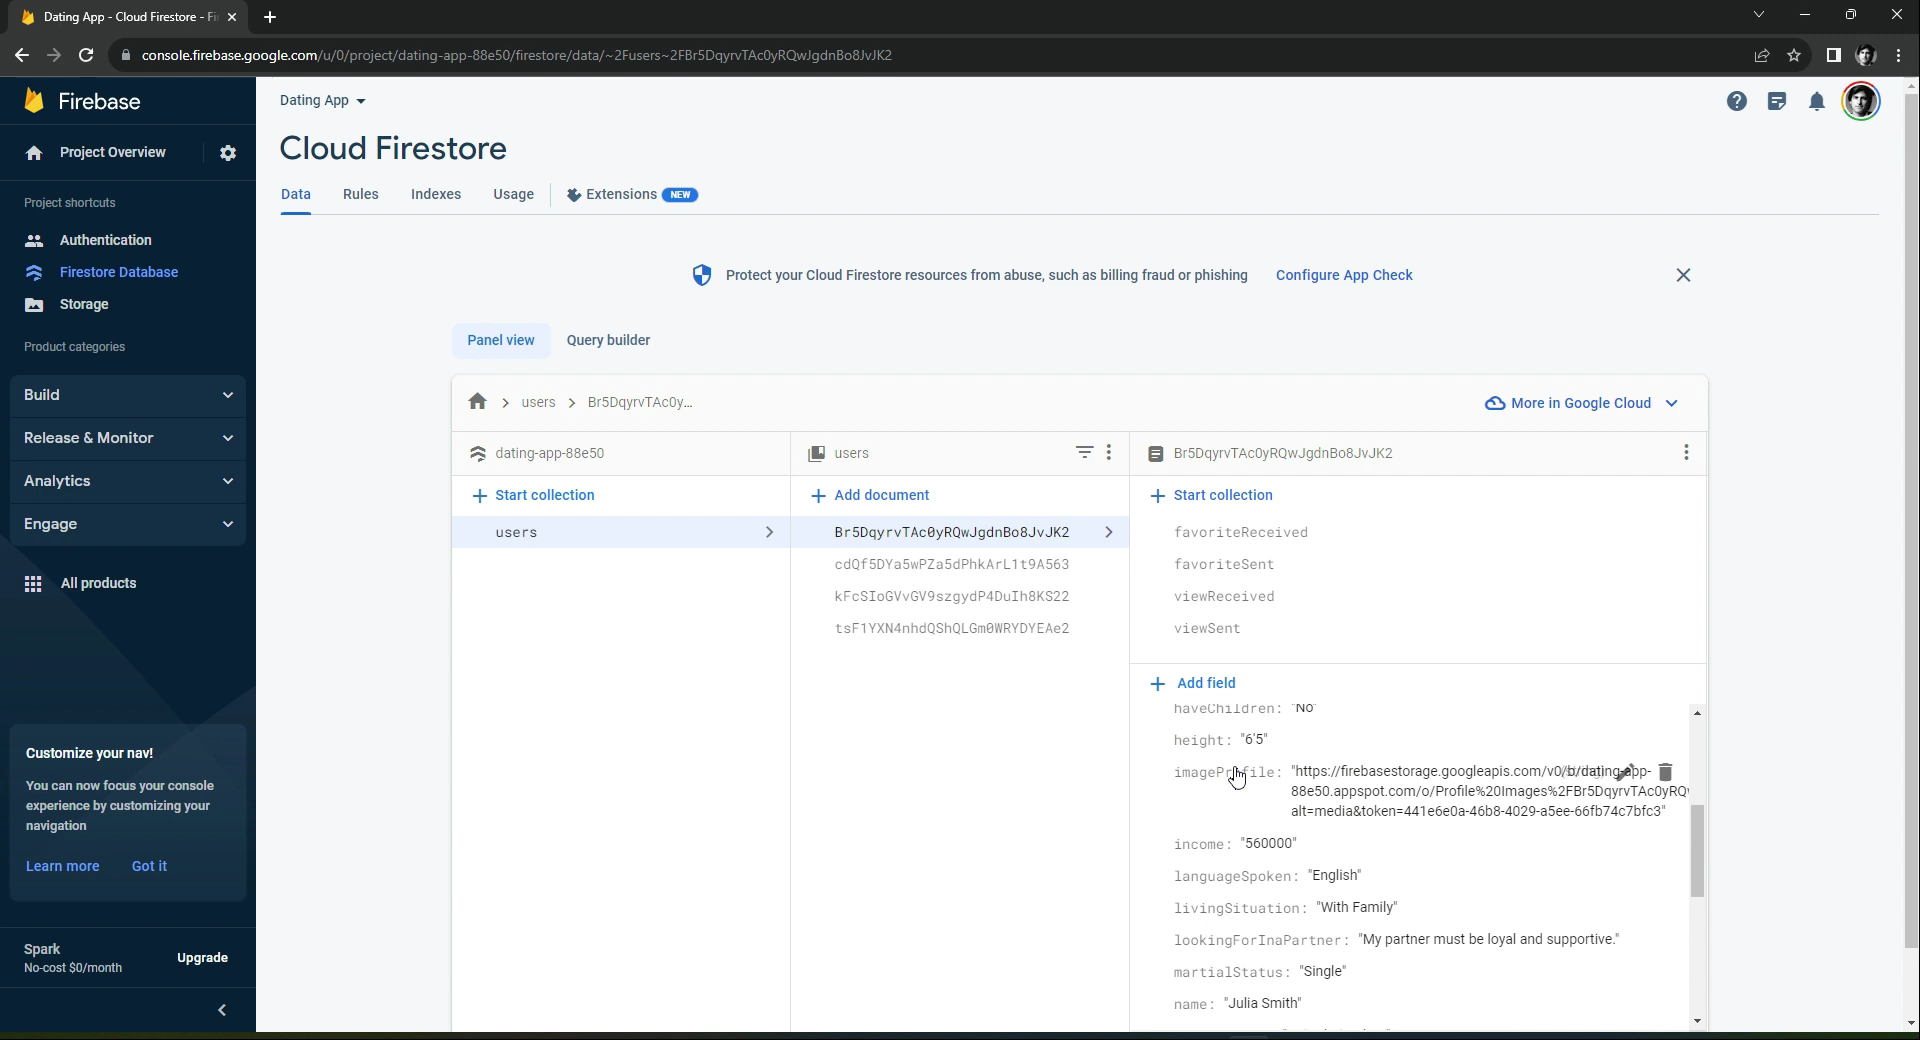 Dating App - Cloud Firestore - Fi
console.firebase.google.com/u/0/project/dating-app-88e50/firestore/data/~2Fusers~2FBr5DqyrvTAc0yRQwJgdnBo8JvJK2
Firebase
Dating App
Cloud Firestore
Project Overview
Data
Rules
Indexes
Usage
Extensions
NEW
Project shortcuts
Authentication
Firestore Database
Storage
Product categories
Build
Release & Monitor
Analytics
Engage
All products
Customize your nav!
You can now focus your console
experience by customizing your
navigation
Learn more
Got it
Spark
No-cost $0/month
Upgrade
Protect your Cloud Firestore resources from abuse, such as billing fraud or phishing
Configure App Check
Panel view
Query builder
users
Br5DqyrvTAc0y...
More in Google Cloud
dating-app-88e50
Start collection
users
users
Add document
Br5DqyrvTAc0yRQwJgdnBo8JvJK2
cdQf5DYa5wPZa5dPhkArL1t9A563
kFcSIoGVvGV9szgydP4DuIh8KS22
tsF1YXN4nhdQShQLGm0WRYDYEAe2
Br5DqyrvTAc0yRQwJgdnBo8JvJK2
Start collection
favoriteReceived
favoriteSent
viewReceived
viewSent
Add field
haveChildren: "No"
height: "6'5"
imageProfile: "https://firebasestorage.googleapis.com/v0/b/dating-app-
88e50.appspot.com/o/Profile%20Images%2FBr5DqyrvTAc0yRQ
alt=media&token=441e6e0a-46b8-4029-a5ee-66fb74c7bfc3"
income: "560000"
languageSpoken: "English"
livingSituation: "With Family"
lookingForInaPartner: "My partner must be loyal and supportive."
martialStatus: "Single"
name: "Julia Smith"